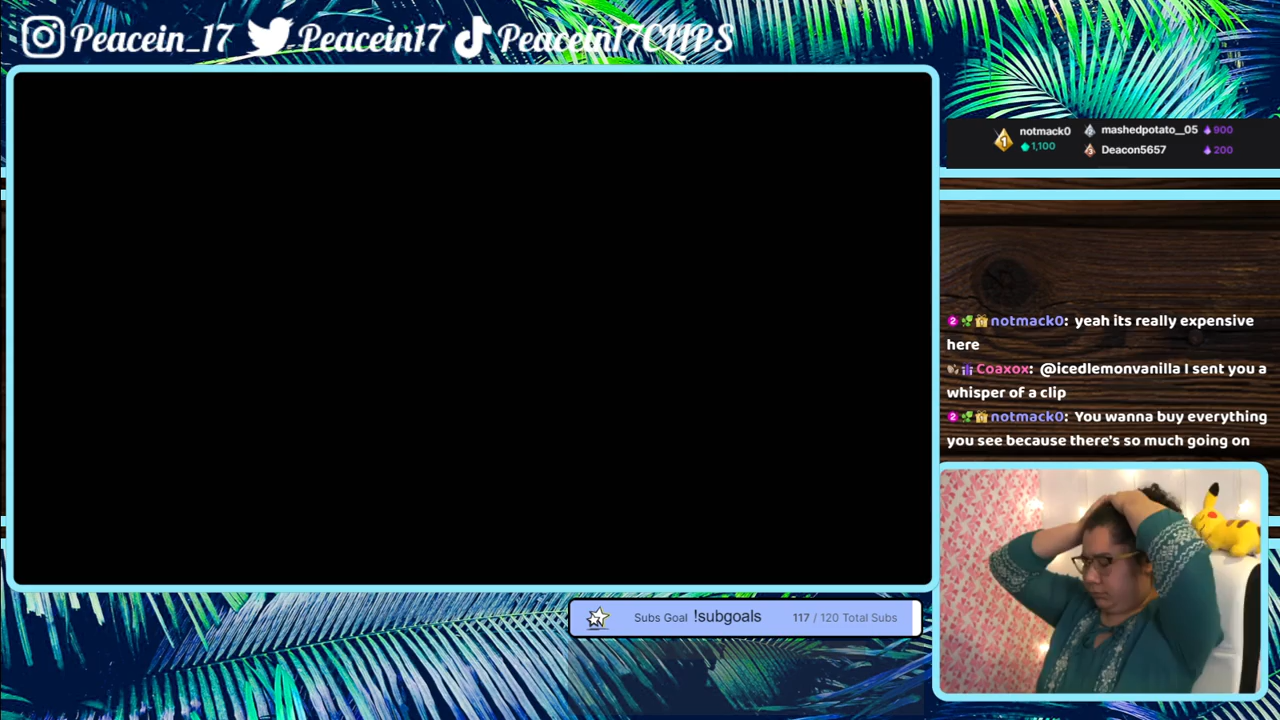 Peacein_17 Peacein17 Peacein17ClIPS
notmack0
1,100
mashedpotato__05 900
Deacon5657 200
2 notmack0: yeah its really expensive
here
Coaxox: @icedlemonvanilla I sent you a
whisper of a clip
2 notmack0: You wanna buy everything
you see because there's so much going on
Subs Goal !subgoals 117 / 120 Total Subs